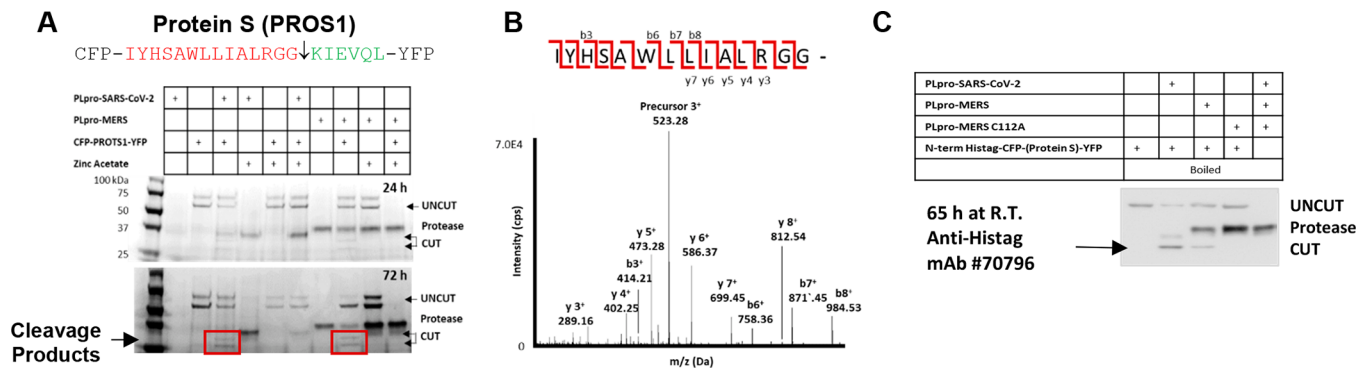 A
Protein S (PROS1)
CFP-IYHSAWLLIALRGG↓KIEVQL-YFP
PLpro-SARS-CoV-2 + + + +
PLpro-MERS + + + +
CFP-PROTS1-YFP + + + + + +
Zinc Acetate + + + + +
100 kDa
75
50
37
25
24 h
UNCUT
Protease
CUT
72 h
UNCUT
Protease
CUT
Cleavage
Products
B
b3 b6 b7 b8
IYHSAWLLIALRGG -
y7 y6 y5 y4 y3
Precursor 3⁺
523.28
7.0E4
Intensity (cps)
0
y 3⁺
289.16
y 4⁺
402.25
b3⁺
414.21
y 5⁺
473.28
y 6⁺
586.37
y 7⁺
699.45
b6⁺
758.36
y 8⁺
812.54
b7⁺
871`.45
b8⁺
984.53
m/z (Da)
C
PLpro-SARS-CoV-2 + +
PLpro-MERS + +
PLpro-MERS C112A + +
N-term Histag-CFP-(Protein S)-YFP + + + +
Boiled
65 h at R.T.
Anti-Histag
mAb #70796
UNCUT
Protease
CUT